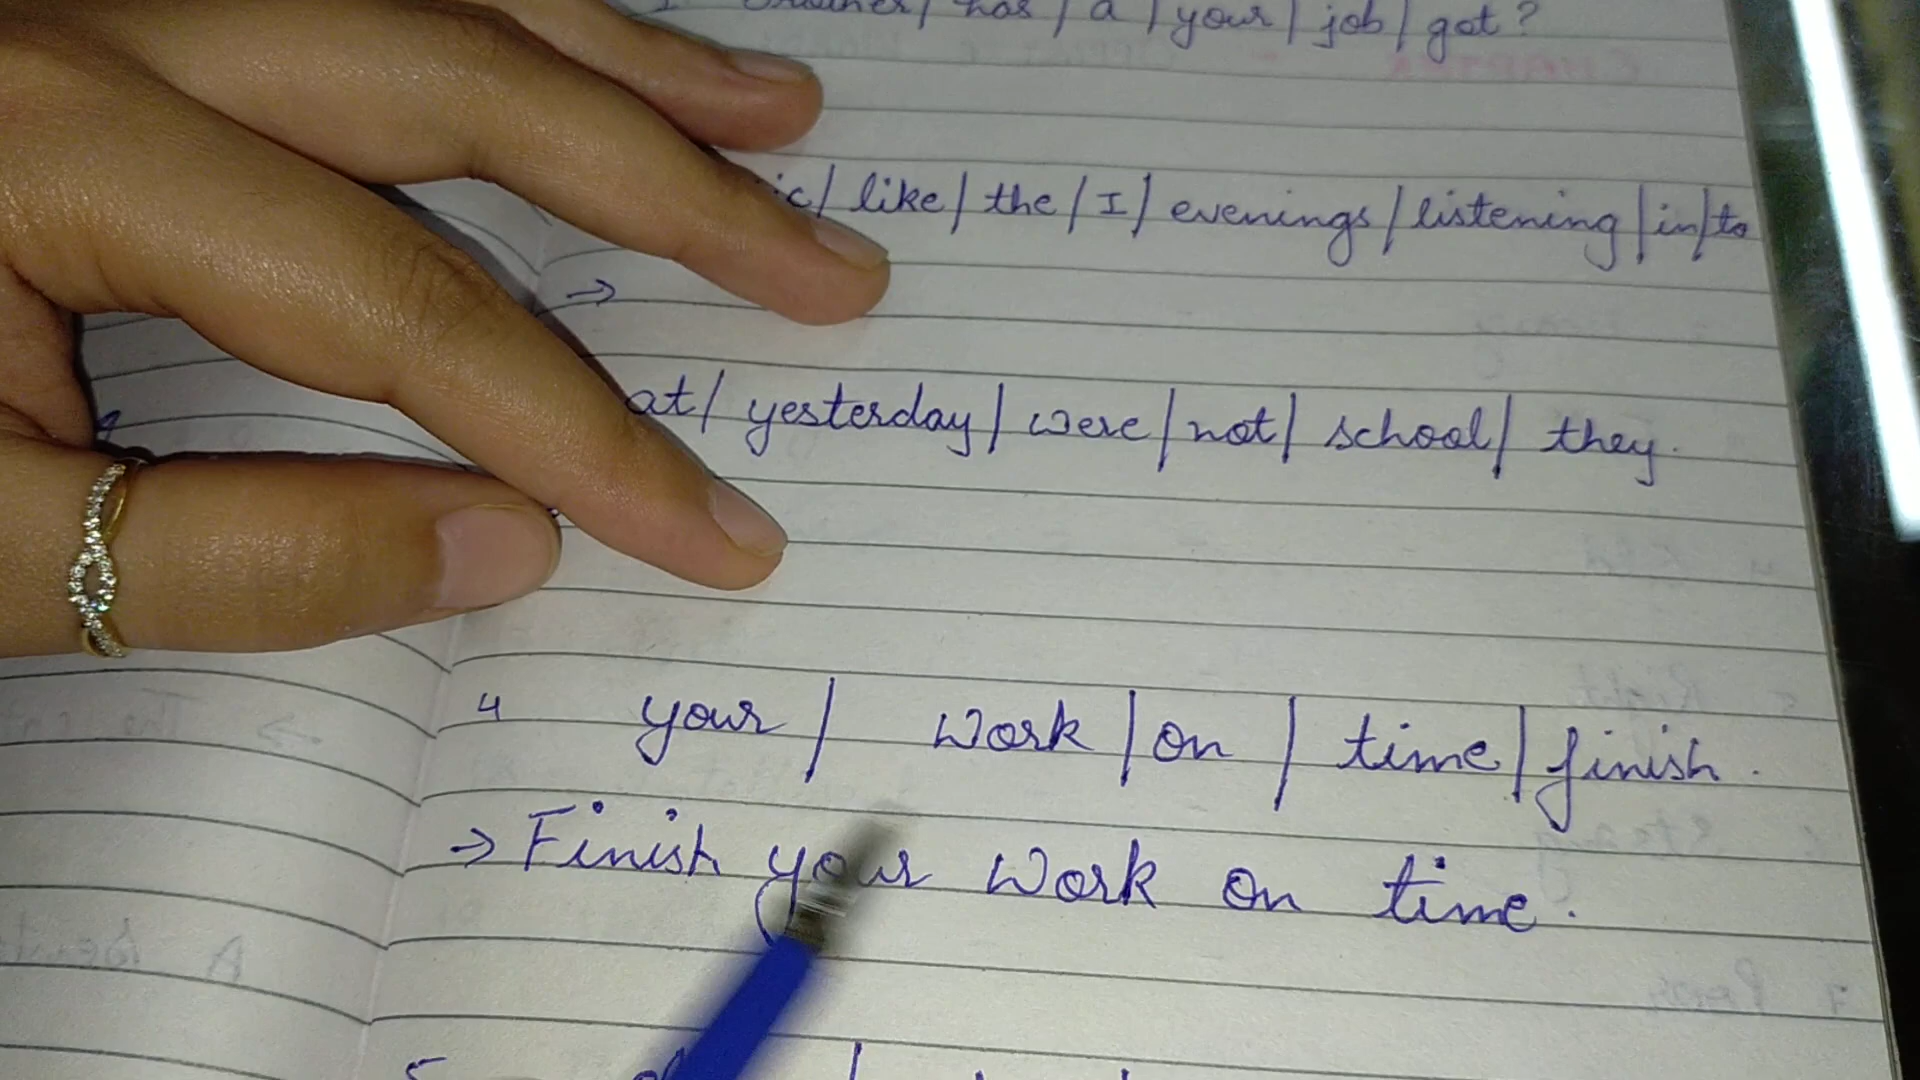 has / a / your / job / got?
/ like / the / I / evenings / listening / in / to
→
at / yesterday / were / not / school / they.
4 your / work / on / time / finish.
→ Finish your work on time.
5